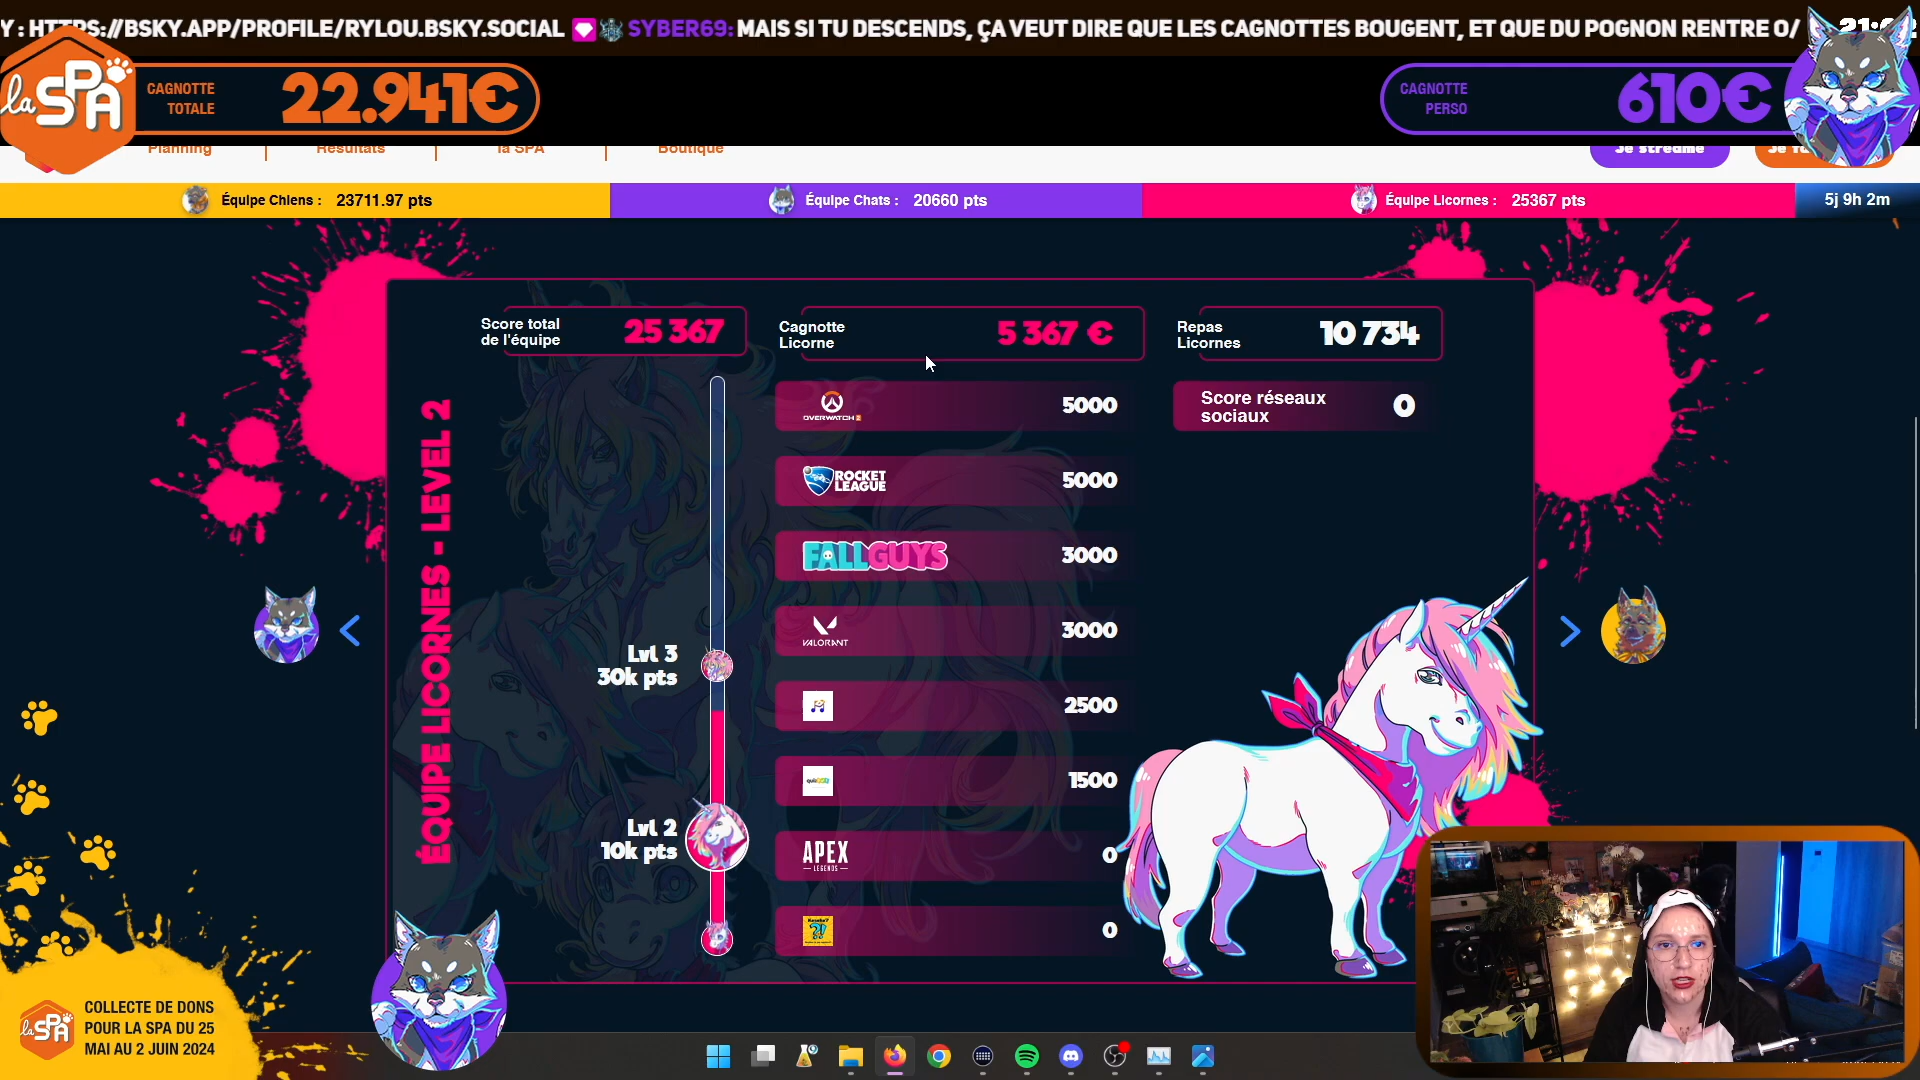 Y : HTTPS://BSKY.APP/PROFILE/RYLOU.BSKY.SOCIAL SYBER69: MAIS SI TU DESCENDS, ÇA VEUT DIRE QUE LES CAGNOTTES BOUGENT, ET QUE DU POGNON RENTRE O/
la SPA
CAGNOTTE TOTALE
22.941€
CAGNOTTE PERSO
610€
Planning
Résultats
la SPA
Boutique
Je streame
Équipe Chiens : 23711.97 pts
Équipe Chats : 20660 pts
Équipe Licornes : 25367 pts
5j 9h 2m
ÉQUIPE LICORNES - LEVEL 2
Score total
de l'équipe
25 367
Cagnotte
Licorne
5 367 €
Repas
Licornes
10 734
OVERWATCH 2
5000
Score réseaux
sociaux
0
ROCKET
LEAGUE
5000
FALL GUYS
3000
VALORANT
3000
2500
1500
APEX
LEGENDS
0
0
Lvl 3
30k pts
Lvl 2
10k pts
la SPA
COLLECTE DE DONS
POUR LA SPA DU 25
MAI AU 2 JUIN 2024